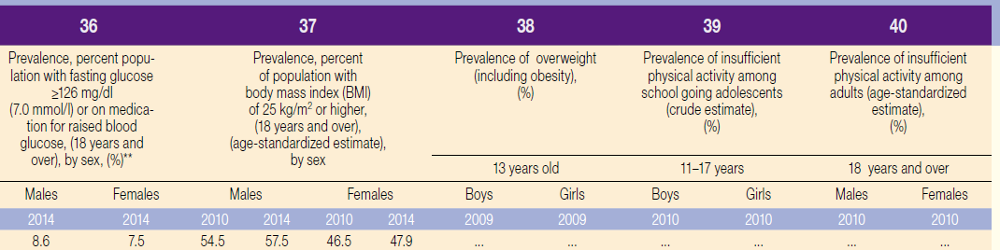 36 37 38 39 40
Prevalence, percent popu-
lation with fasting glucose
≥126 mg/dl
(7.0 mmol/l) or on medica-
tion for raised blood
glucose, (18 years and
over), by sex, (%)**
Prevalence, percent
of population with
body mass index (BMI)
of 25 kg/m² or higher,
(18 years and over),
(age-standardized estimate),
by sex
Prevalence of overweight
(including obesity),
(%)
Prevalence of insufficient
physical activity among
school going adolescents
(crude estimate),
(%)
Prevalence of insufficient
physical activity among
adults (age-standardized
estimate),
(%)
13 years old 11–17 years 18 years and over
Males Females Males Females Boys Girls Boys Girls Males Females
2014 2014 2010 2014 2010 2014 2009 2009 2010 2010 2010 2010
8.6 7.5 54.5 57.5 46.5 47.9 ... ... ... ... ... ...